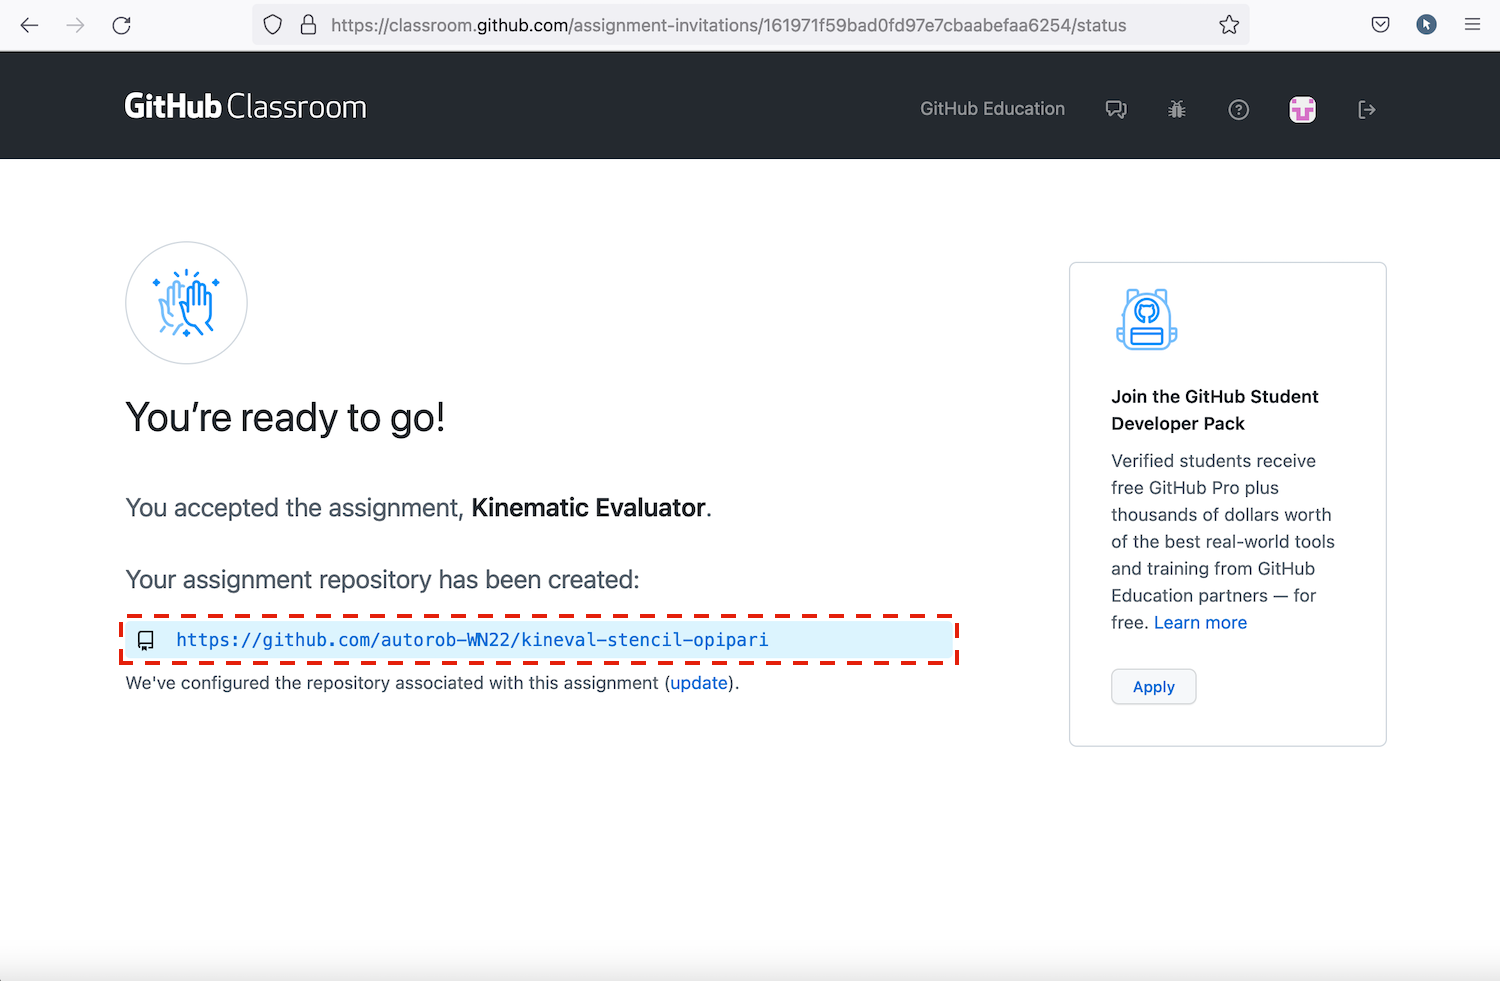 https://classroom.github.com/assignment-invitations/161971f59bad0fd97e7cbaabefaa6254/status
GitHub Classroom
GitHub Education
You're ready to go!
You accepted the assignment, Kinematic Evaluator.
Your assignment repository has been created:
https://github.com/autorob-WN22/kineval-stencil-opipari
We've configured the repository associated with this assignment (update).
Join the GitHub Student
Developer Pack
Verified students receive
free GitHub Pro plus
thousands of dollars worth
of the best real-world tools
and training from GitHub
Education partners — for
free. Learn more
Apply